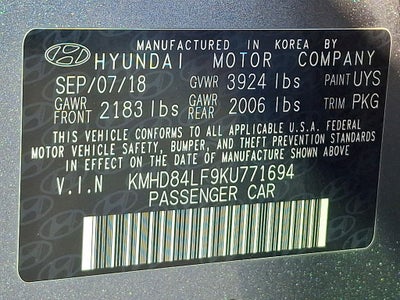 MANUFACTURED IN KOREA BY
HYUNDAI MOTOR COMPANY
SEP/07/18 GVWR 3924 lbs PAINT UYS
GAWR FRONT 2183 lbs GAWR REAR 2006 lbs TRIM PKG
THIS VEHICLE CONFORMS TO ALL APPLICABLE U.S.A. FEDERAL
MOTOR VEHICLE SAFETY, BUMPER, AND THEFT PREVENTION STANDARDS
IN EFFECT ON THE DATE OF MANUFACTURE SHOWN ABOVE
V.I.N KMHD84LF9KU771694
PASSENGER CAR